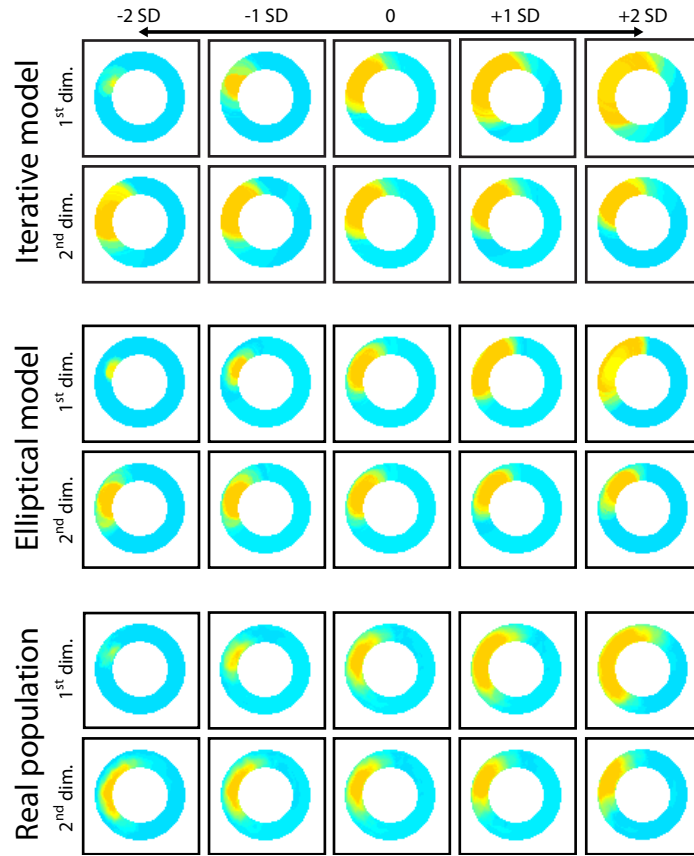 -2 SD -1 SD 0 +1 SD +2 SD
Iterative model
1st dim.
2nd dim.
Elliptical model
1st dim.
2nd dim.
Real population
1st dim.
2nd dim.